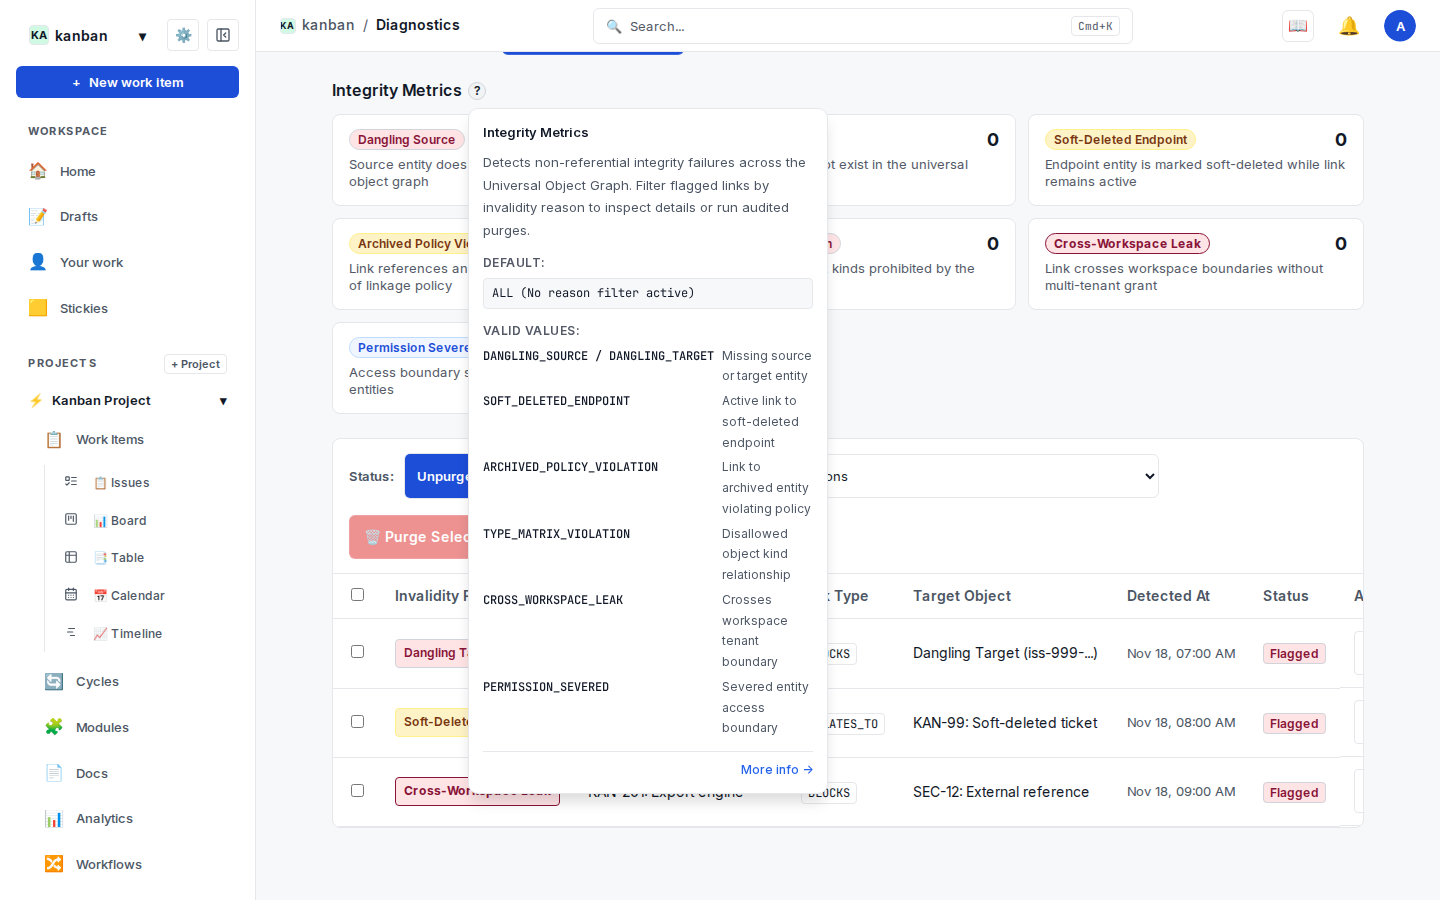 KA kanban ▾
+ New work item
WORKSPACE
Home
Drafts
Your work
Stickies
PROJECTS
+ Project
Kanban Project ▾
Work Items
Issues
Board
Table
Calendar
Timeline
Cycles
Modules
Docs
Analytics
Workflows
KA kanban / Diagnostics
Search...
Cmd+K
A
Integrity Metrics ?
Dangling Source
Source entity does
object graph
0
ot exist in the universal
Soft-Deleted Endpoint
0
Endpoint entity is marked soft-deleted while link
remains active
Archived Policy Vi
Link references an
of linkage policy
0
kinds prohibited by the
Cross-Workspace Leak
0
Link crosses workspace boundaries without
multi-tenant grant
Permission Severe
Access boundary s
entities
Integrity Metrics
Detects non-referential integrity failures across the
Universal Object Graph. Filter flagged links by
invalidity reason to inspect details or run audited
purges.
DEFAULT:
ALL (No reason filter active)
VALID VALUES:
DANGLING_SOURCE / DANGLING_TARGET Missing source
or target entity
SOFT_DELETED_ENDPOINT Active link to
soft-deleted
endpoint
ARCHIVED_POLICY_VIOLATION Link to
archived entity
violating policy
TYPE_MATRIX_VIOLATION Disallowed
object kind
relationship
CROSS_WORKSPACE_LEAK Crosses
workspace
tenant
boundary
PERMISSION_SEVERED Severed entity
access
boundary
More info →
Status: Unpurge
ons
Purge Selec
Invalidity
Type Target Object Detected At Status
Dangling
CKS Dangling Target (iss-999-...) Nov 18, 07:00 AM Flagged
Soft-Delet
LATES_TO KAN-99: Soft-deleted ticket Nov 18, 08:00 AM Flagged
Cross-Workspace Leak KAN-201: Export engine BLOCKS SEC-12: External reference Nov 18, 09:00 AM Flagged